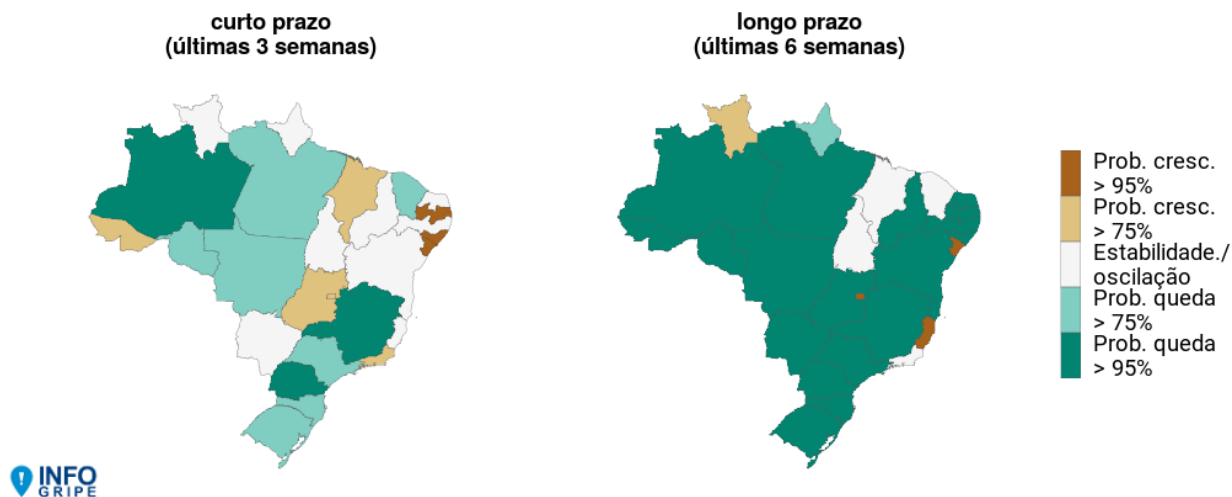 curto prazo
(últimas 3 semanas)
longo prazo
(últimas 6 semanas)
Prob. cresc.
> 95%
Prob. cresc.
> 75%
Estabilidade./
oscilação
Prob. queda
> 75%
Prob. queda
> 95%
INFO
GRIPE